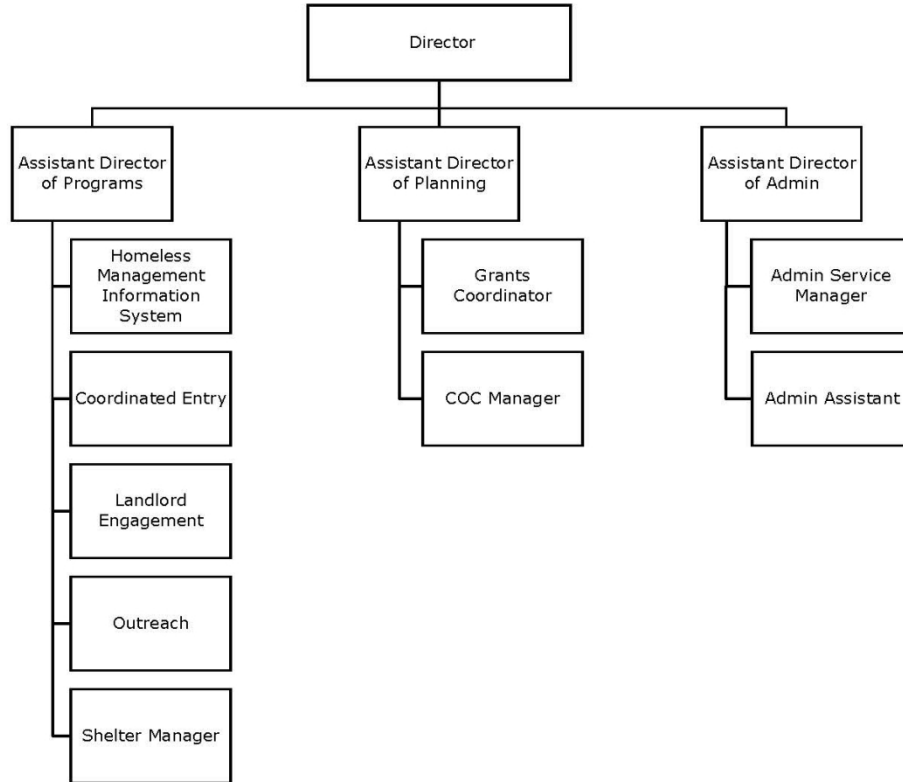 Director
Assistant Director
of Programs
Assistant Director
of Planning
Assistant Director
of Admin
Homeless
Management
Information
System
Coordinated Entry
Landlord
Engagement
Outreach
Shelter Manager
Grants
Coordinator
COC Manager
Admin Service
Manager
Admin Assistant